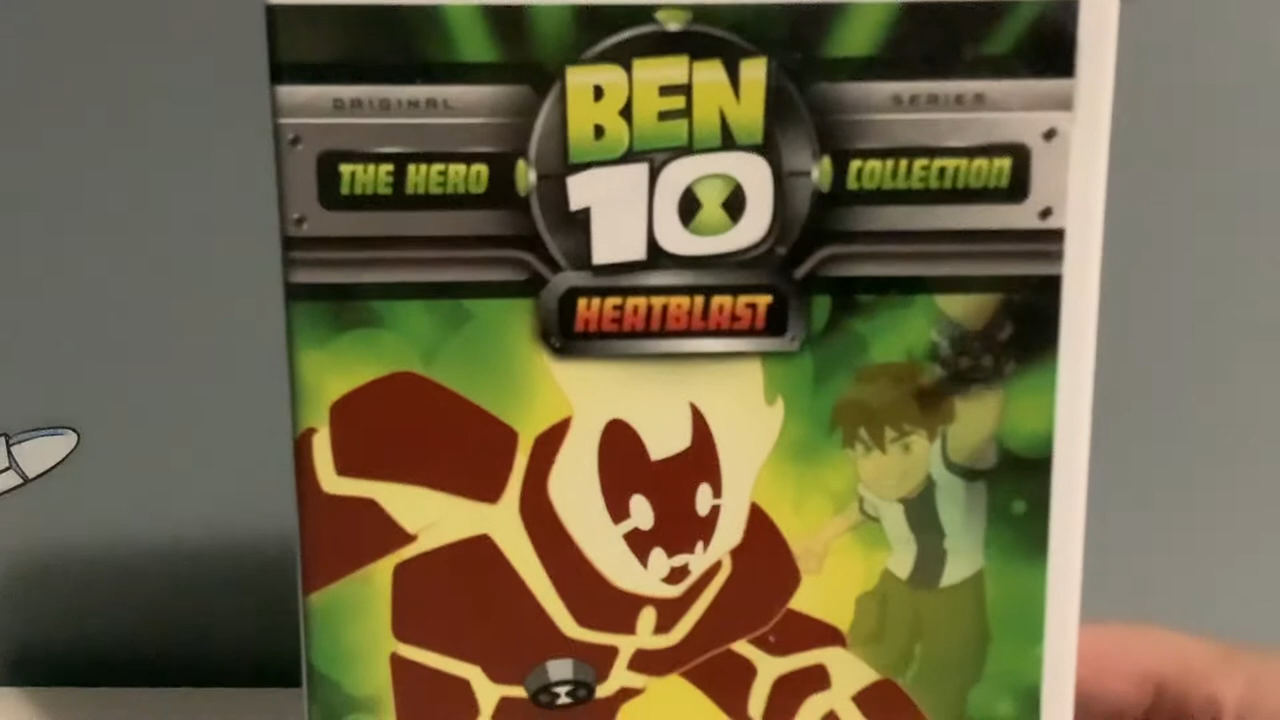 ORIGINAL SERIES
BEN
10
THE HERO COLLECTION
HEATBLAST